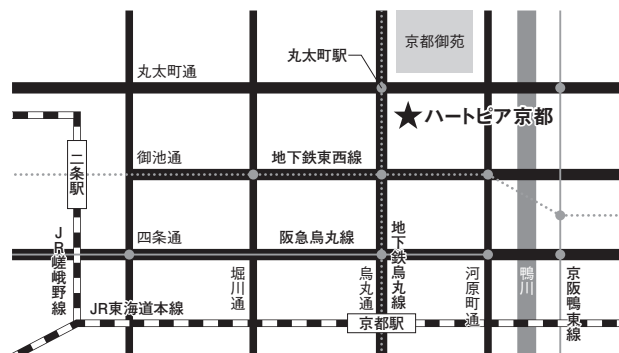 京都御苑
丸太町駅
丸太町通
★ハートピア京都
御池通
地下鉄東西線
二条駅
四条通
阪急烏丸線
地下鉄烏丸線
JR嵯峨野線
堀川通
烏丸通
河原町通
鴨川
京阪鴨東線
JR東海道本線
京都駅